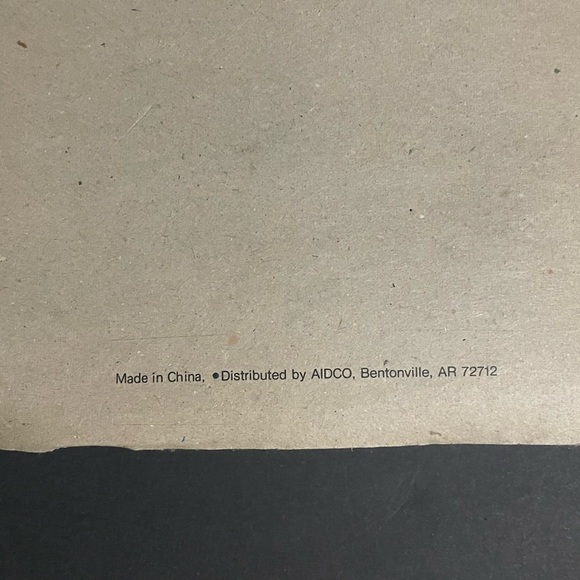 Made in China, •Distributed by AIDCO, Bentonville, AR 72712